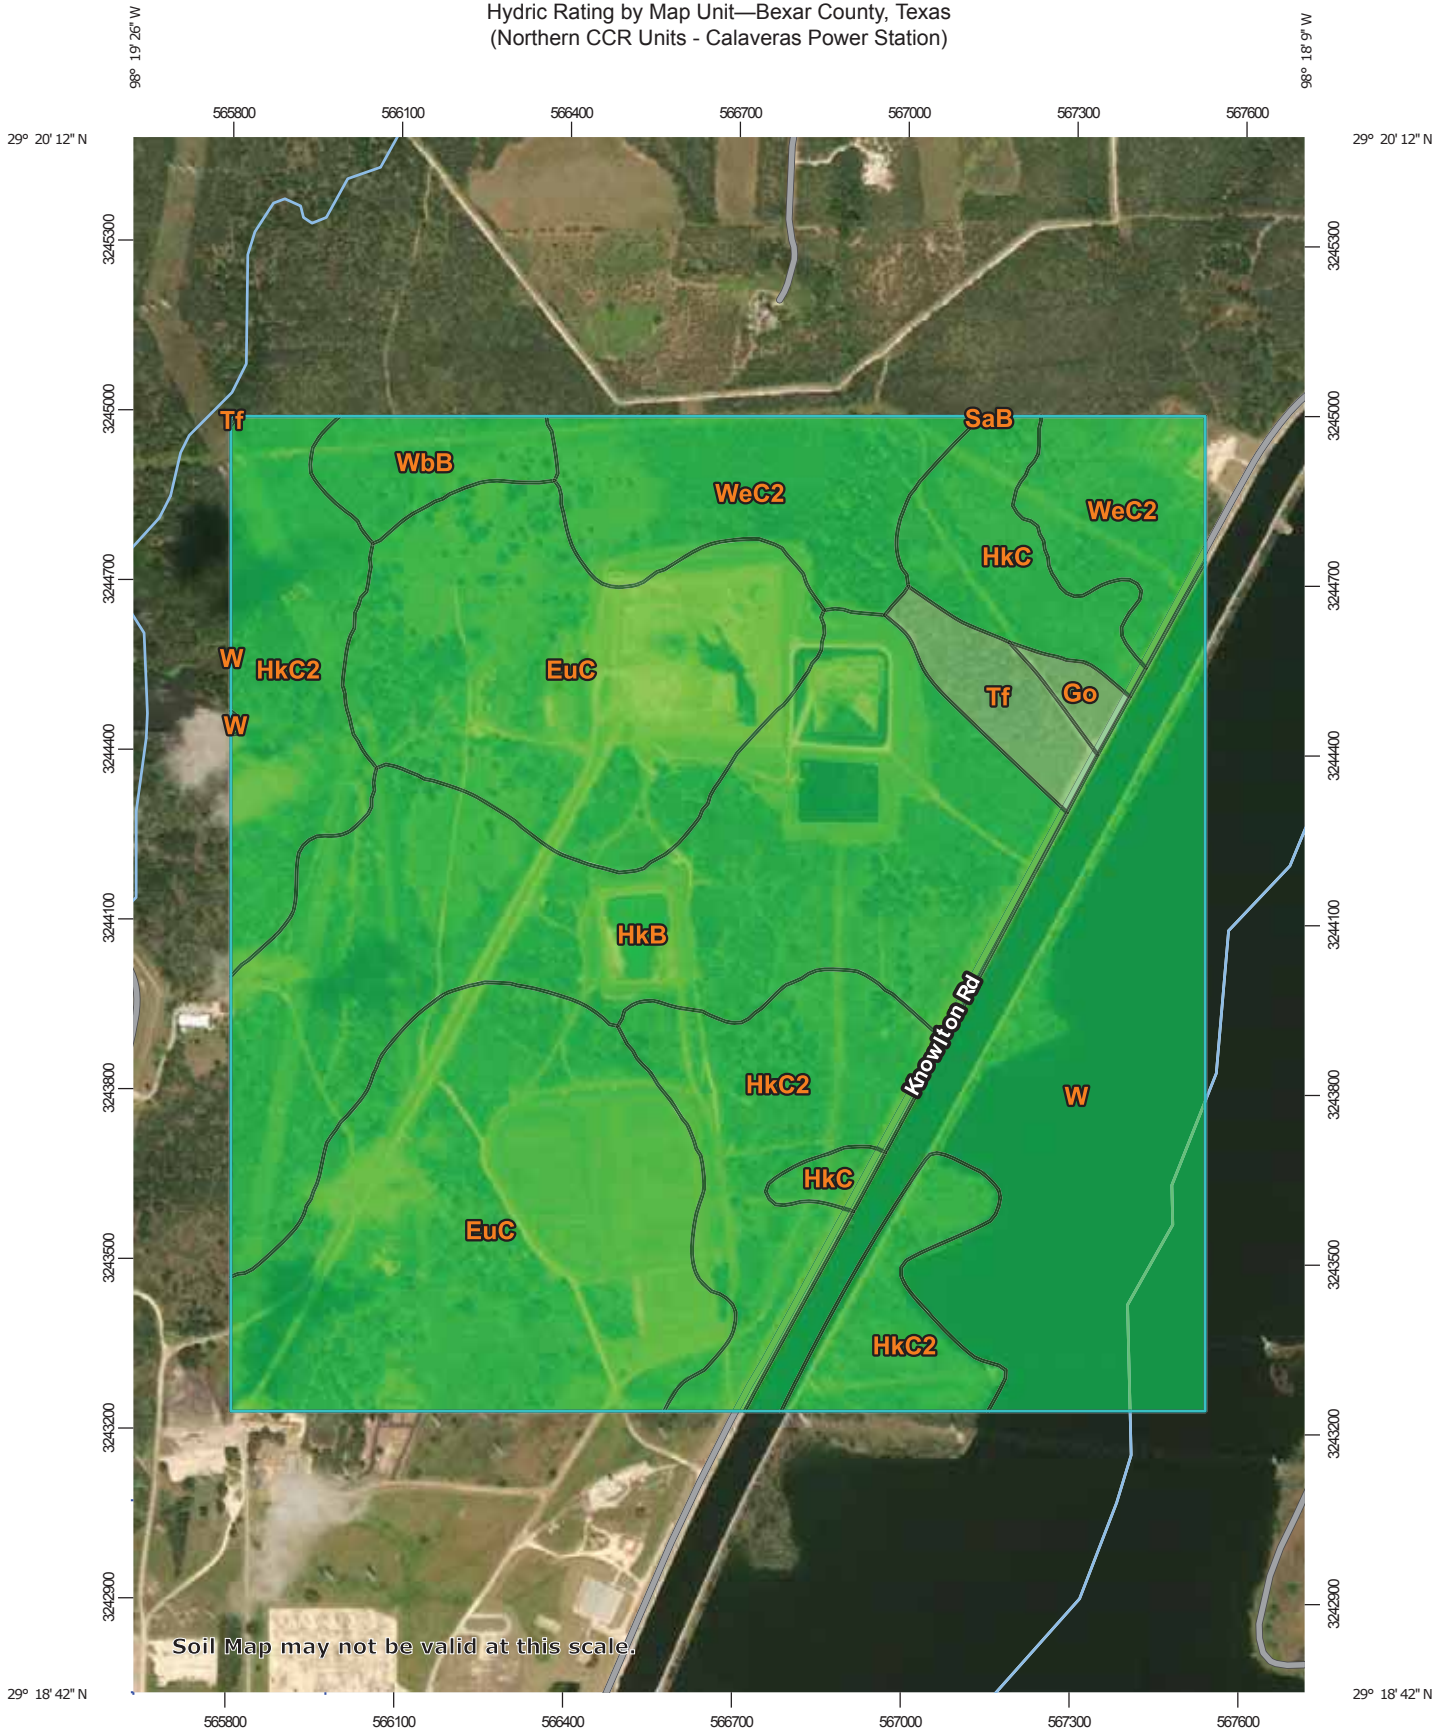 Hydric Rating by Map Unit—Bexar County, Texas
(Northern CCR Units - Calaveras Power Station)
98° 19' 26'' W
98° 18' 9'' W
565800 566100 566400 566700 567000 567300 567600
29° 20' 12'' N 29° 20' 12'' N
3245300 3245300
3245000 3245000
Tf SaB
WbB
WeC2
WeC2
HkC
3244700 3244700
W
HkC2 EuC
Tf Go
W
3244400 3244400
3244100 3244100
HkB
Knowlton Rd
HkC2
W
3243800 3243800
HkC
EuC
3243500 3243500
HkC2
3243200 3243200
3242900 3242900
Soil Map may not be valid at this scale.
29° 18' 42'' N 29° 18' 42'' N
565800 566100 566400 566700 567000 567300 567600